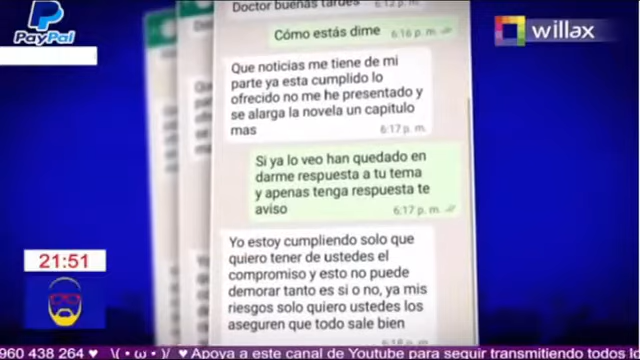 PayPal
willax
Doctor buenas tardes
6:12 p. m.
Cómo estás dime 6:16 p. m.
Que noticias me tiene de mi
parte ya esta cumplido lo
ofrecido no me he presentado y
se alarga la novela un capitulo
mas
6:17 p. m.
Si ya lo veo han quedado en
darme respuesta a tu tema
y apenas tenga respuesta te
aviso
6:17 p. m.
Yo estoy cumpliendo solo que
quiero tener de ustedes el
compromiso y esto no puede
demorar tanto es si o no, ya mis
riesgos solo quiero ustedes los
aseguren que todo sale bien
6:18 p. m.
21:51
960 438 264 ♥ \( • ω • )/ ♥ Apoya a este canal de Youtube para seguir transmitiendo todos l